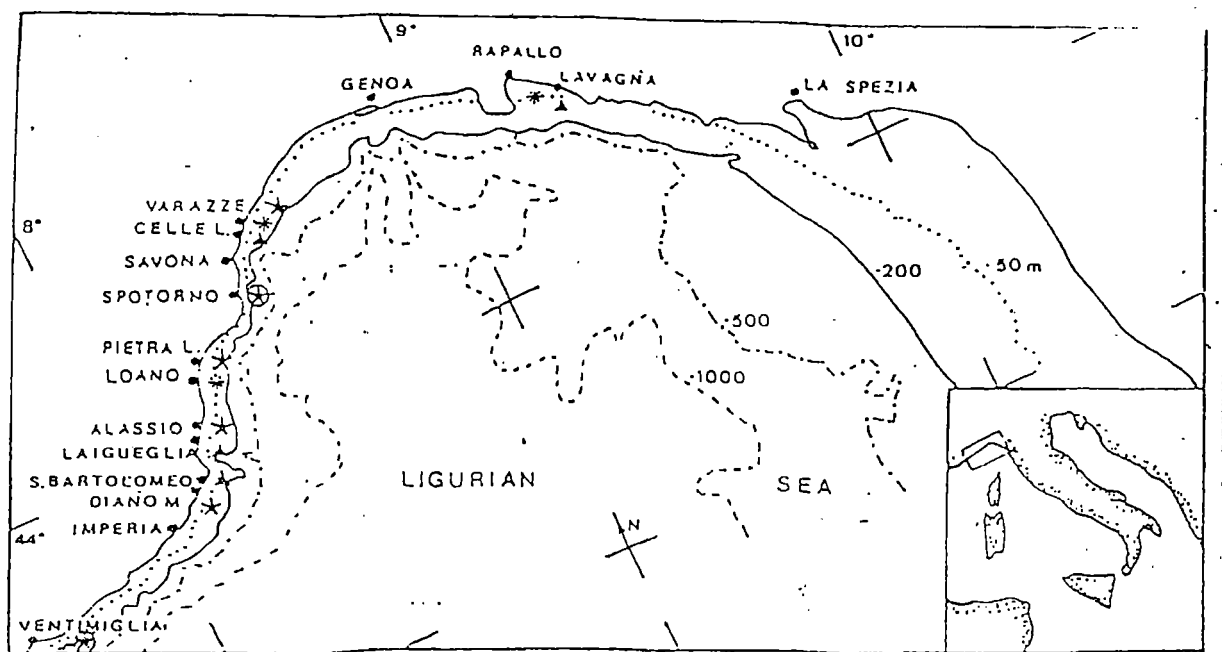 9°
10°
RAPALLO
LAVAGNA
GENOA
LA SPEZIA
VARAZZE
8°
CELLE L.
SAVONA
SPOTORNO
-200
-50m
-500
PIETRA L.
LOANO
-1000
ALASSIO
LAIGUEGLIA
LIGURIAN SEA
S. BARTOLOMEO
DIANO M
IMPERIA
N
44°
VENTIMIGLIA